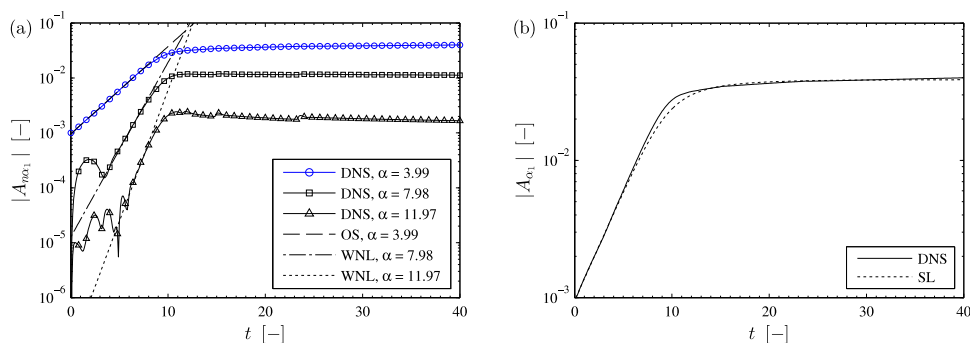 (a)
10⁻¹
10⁻²
10⁻³
10⁻⁴
10⁻⁵
10⁻⁶
|A_{nα₁}| [−]
DNS, α = 3.99
DNS, α = 7.98
DNS, α = 11.97
OS, α = 3.99
WNL, α = 7.98
WNL, α = 11.97
0 10 20 30 40
t [−]
(b)
10⁻¹
10⁻²
10⁻³
|A_{α₁}| [−]
DNS
SL
0 10 20 30 40
t [−]